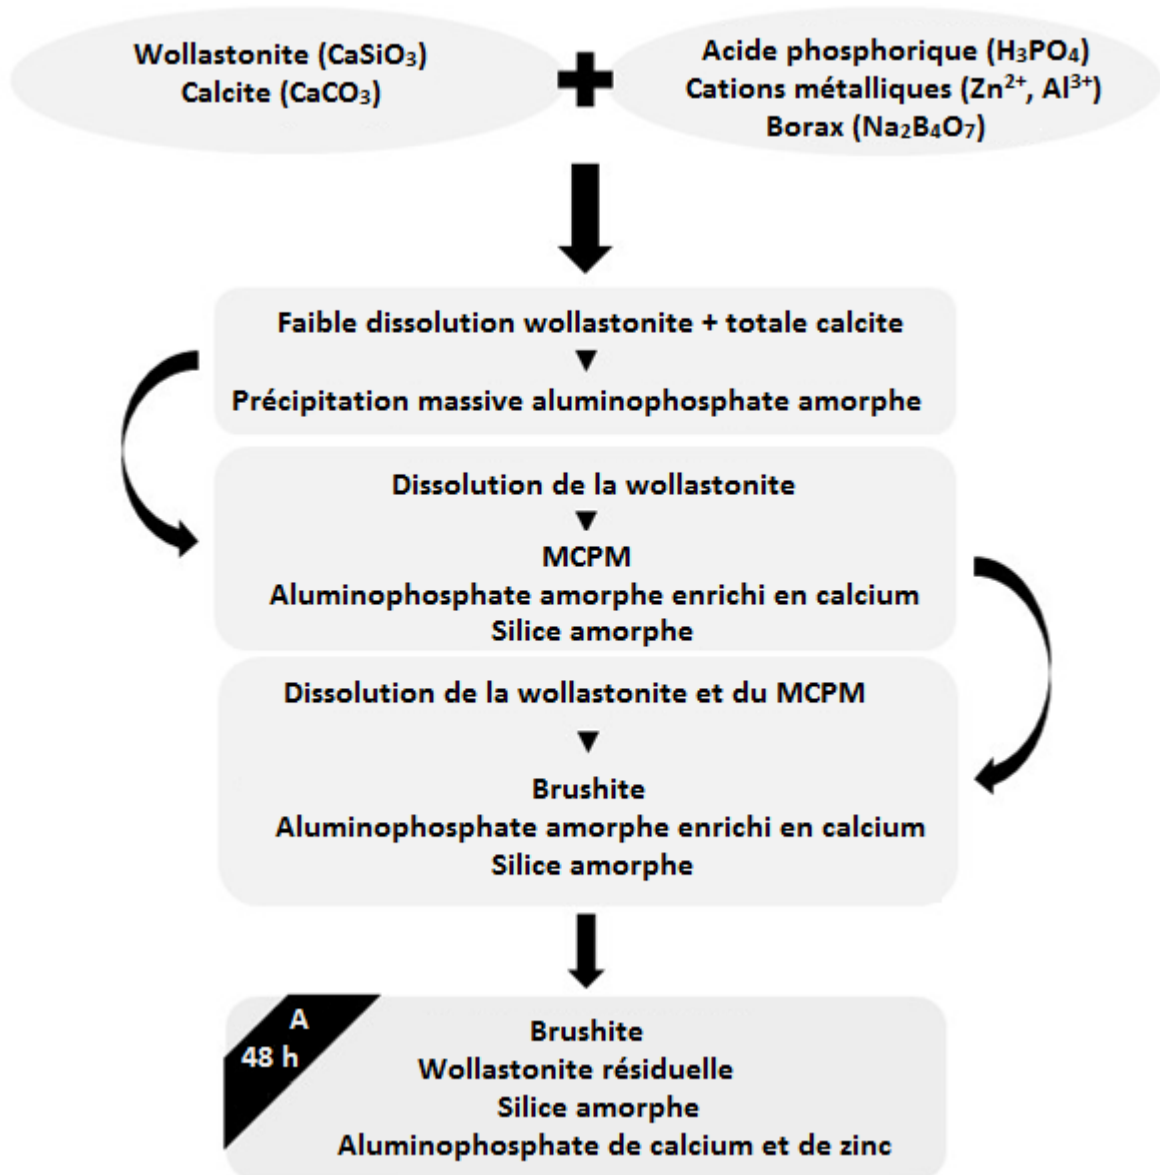 Wollastonite (CaSiO₃)
Calcite (CaCO₃)
Acide phosphorique (H₃PO₄)
Cations métalliques (Zn²⁺, Al³⁺)
Borax (Na₂B₄O₇)
Faible dissolution wollastonite + totale calcite
Précipitation massive aluminophosphate amorphe
Dissolution de la wollastonite
MCPM
Aluminophosphate amorphe enrichi en calcium
Silice amorphe
Dissolution de la wollastonite et du MCPM
Brushite
Aluminophosphate amorphe enrichi en calcium
Silice amorphe
A
48 h
Brushite
Wollastonite résiduelle
Silice amorphe
Aluminophosphate de calcium et de zinc